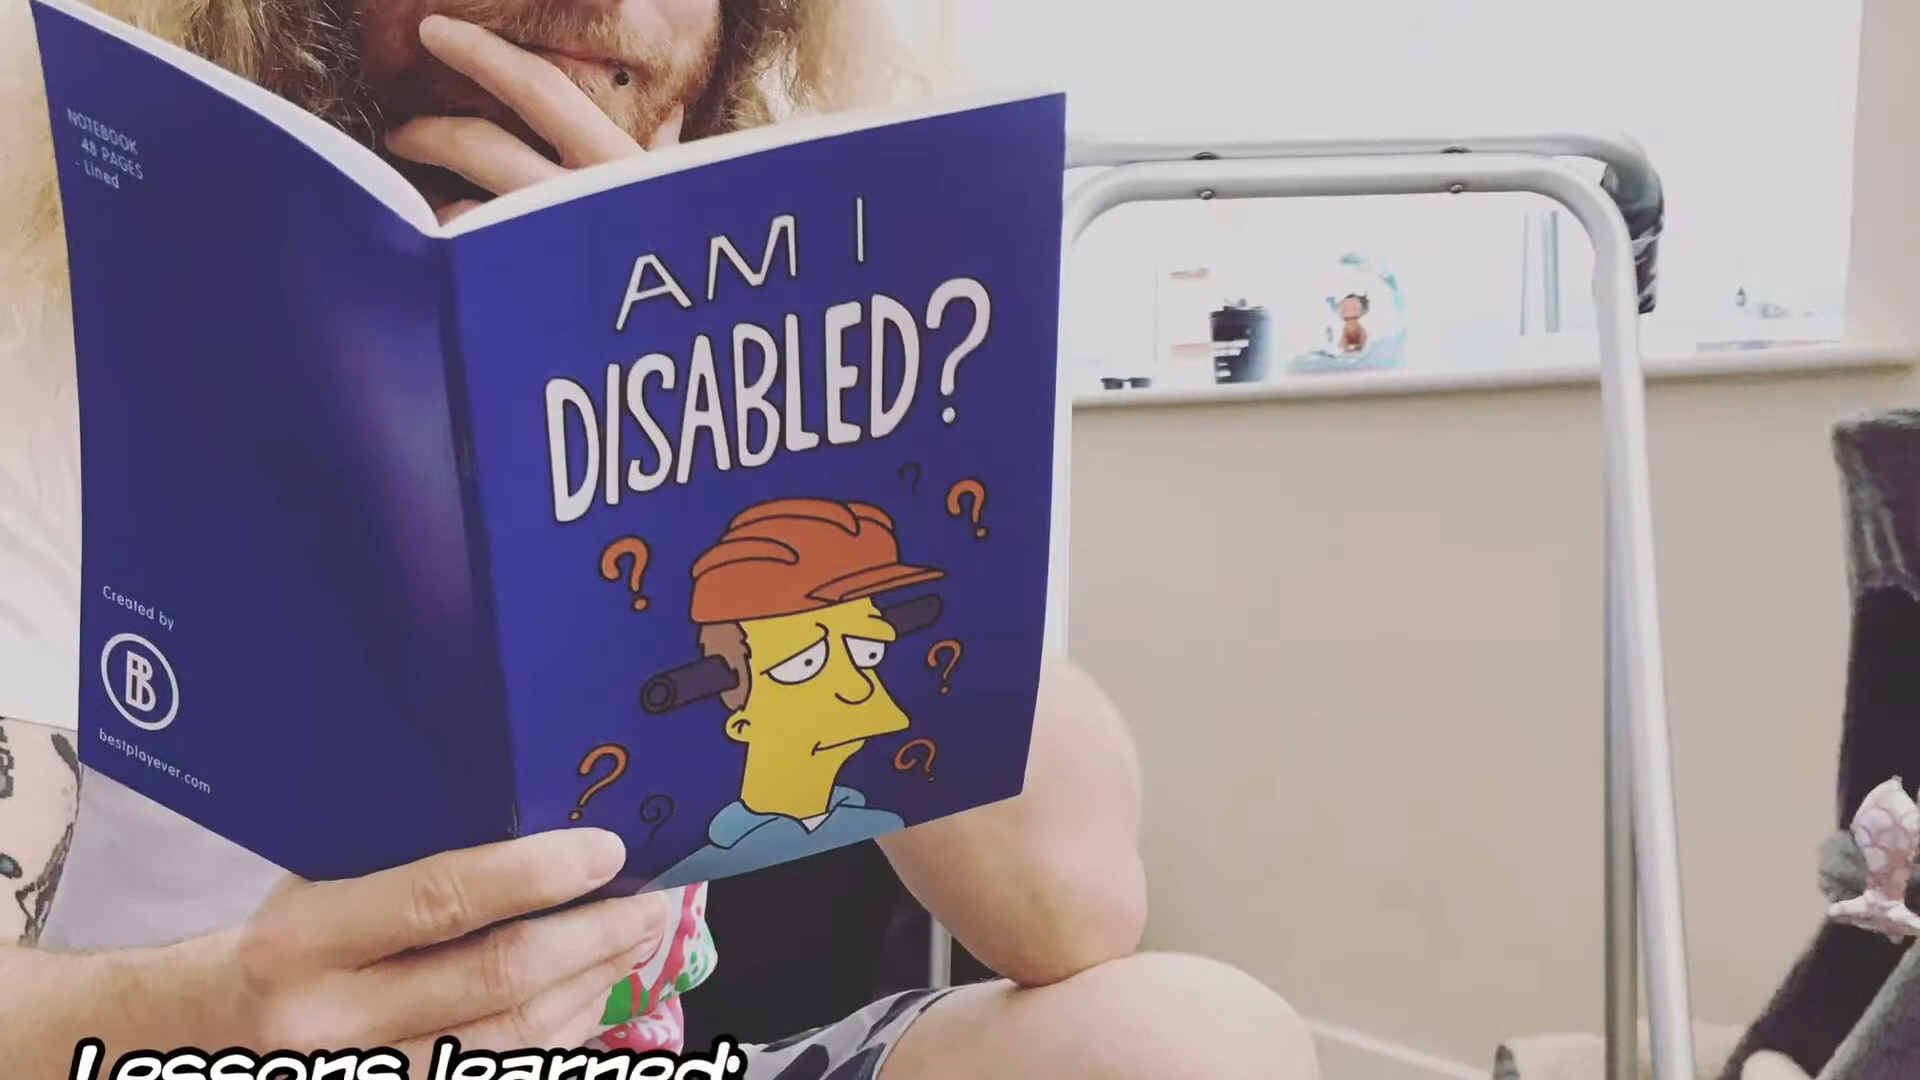 NOTEBOOK
48 PAGES
- Lined
AM I
DISABLED?
? ? ? ? ? ? ?
Created by
B
bestplayever.com
Lessons learned: